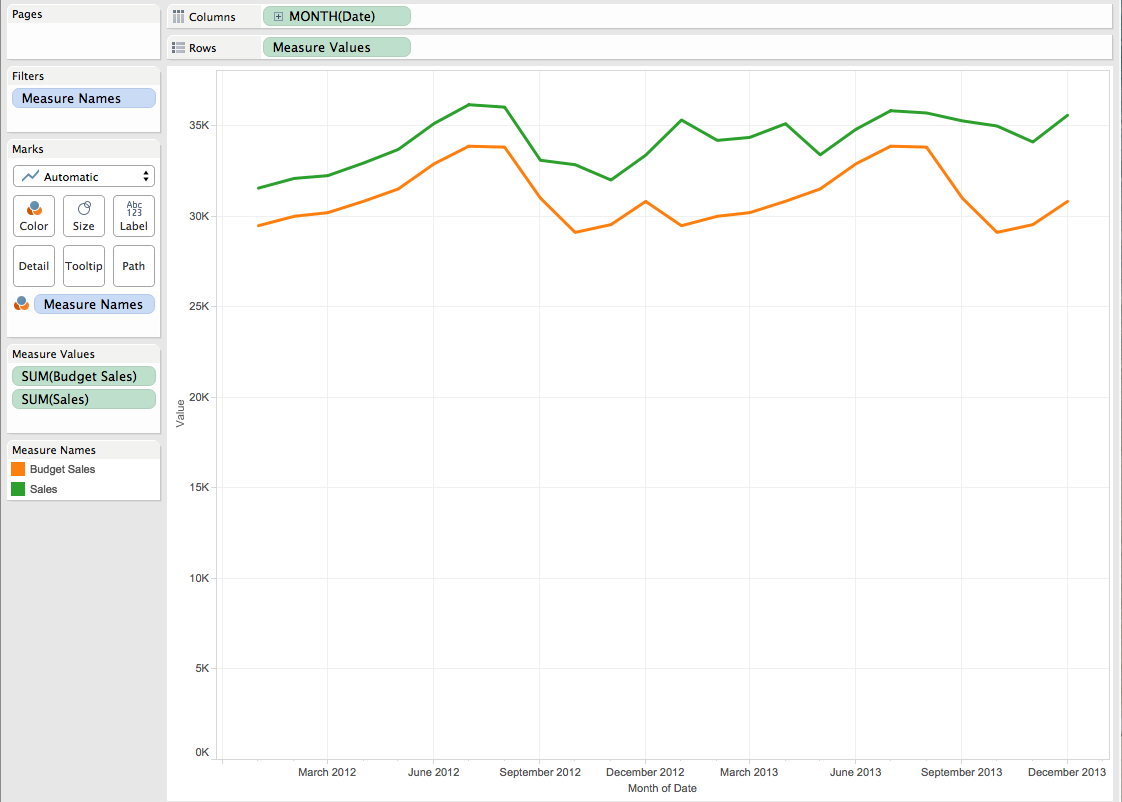 Pages
Columns
MONTH(Date)
Rows
Measure Values
Filters
Measure Names
Marks
Automatic
Color
Size
Abc
123
Label
Detail
Tooltip
Path
Measure Names
Measure Values
SUM(Budget Sales)
SUM(Sales)
Measure Names
Budget Sales
Sales
Value
35K
30K
25K
20K
15K
10K
5K
0K
March 2012 June 2012 September 2012 December 2012 March 2013 June 2013 September 2013 December 2013
Month of Date